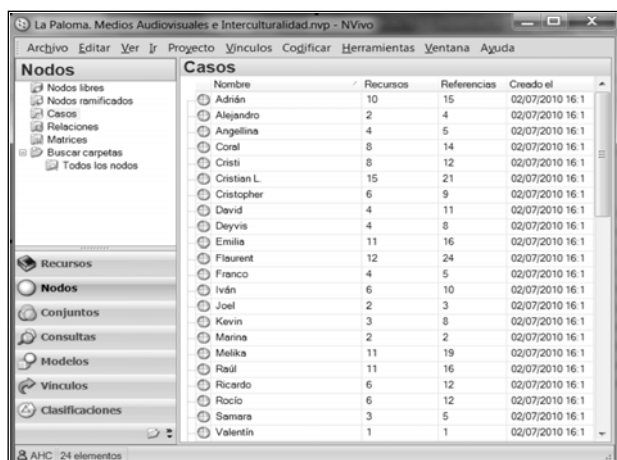 La Paloma. Medios Audiovisuales e Interculturalidad.nvp - NVivo
Archivo Editar Ver Ir Proyecto Vínculos Codificar Herramientas Ventana Ayuda
Nodos
Nodos libres
Nodos ramificados
Casos
Relaciones
Matrices
Buscar carpetas
Todos los nodos
Recursos
Nodos
Conjuntos
Consultas
Modelos
Vínculos
Clasificaciones
Casos
Nombre Recursos Referencias Creado el
Adrián 10 15 02/07/2010 16:1
Alejandro 2 4 02/07/2010 16:1
Angellina 4 5 02/07/2010 16:1
Coral 8 14 02/07/2010 16:1
Cristi 8 12 02/07/2010 16:1
Cristian L. 15 21 02/07/2010 16:1
Cristopher 6 9 02/07/2010 16:1
David 4 11 02/07/2010 16:1
Deyvis 4 8 02/07/2010 16:1
Emilia 11 16 02/07/2010 16:1
Flaurent 12 24 02/07/2010 16:1
Franco 4 5 02/07/2010 16:1
Iván 6 10 02/07/2010 16:1
Joel 2 3 02/07/2010 16:1
Kevin 3 8 02/07/2010 16:1
Marina 2 2 02/07/2010 16:1
Melika 11 19 02/07/2010 16:1
Raúl 11 16 02/07/2010 16:1
Ricardo 6 12 02/07/2010 16:1
Rocío 6 12 02/07/2010 16:1
Samara 3 5 02/07/2010 16:1
Valentín 1 1 02/07/2010 16:1
AHC 24 elementos